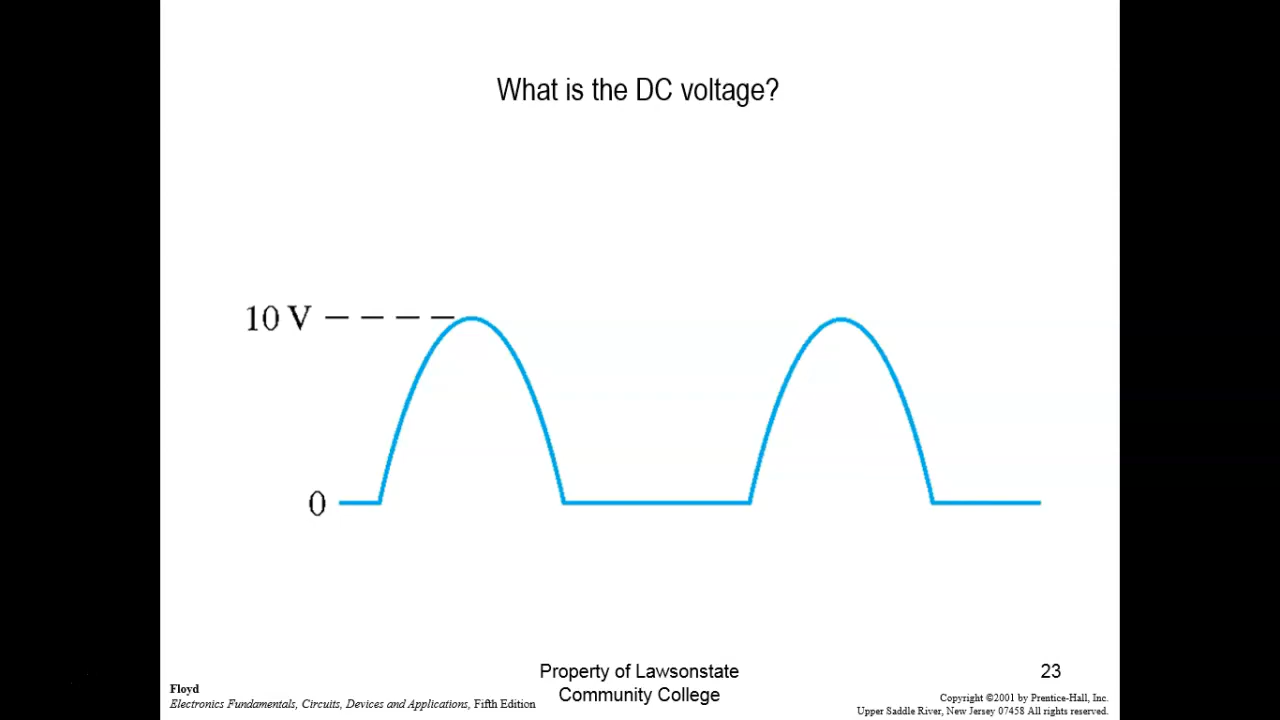 What is the DC voltage?
10 V
0
Property of Lawsonstate
Community College
23
Floyd
Electronics Fundamentals, Circuits, Devices and Applications, Fifth Edition
Copyright ©2001 by Prentice-Hall, Inc.
Upper Saddle River, New Jersey 07458 All rights reserved.